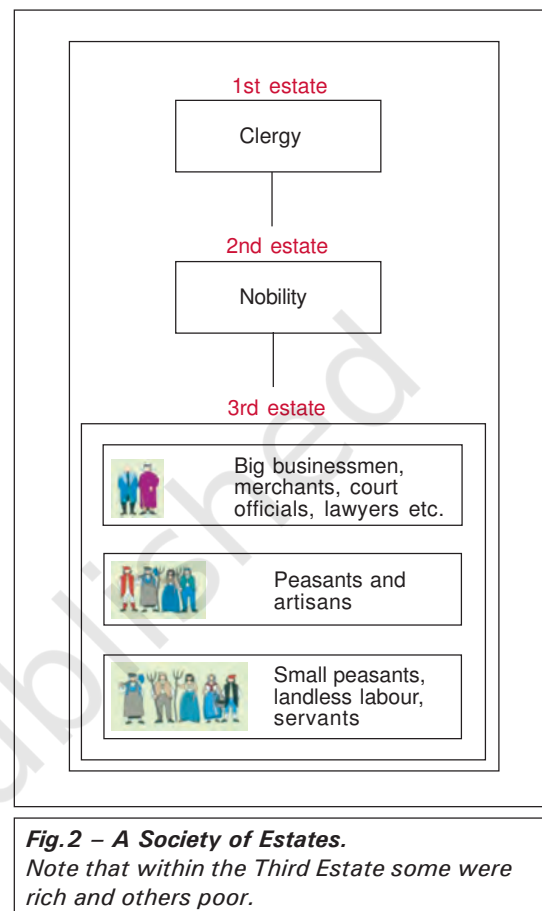 1st estate
Clergy
2nd estate
Nobility
3rd estate
Big businessmen,
merchants, court
officials, lawyers etc.
Peasants and
artisans
Small peasants,
landless labour,
servants
Fig.2 – A Society of Estates.
Note that within the Third Estate some were
rich and others poor.